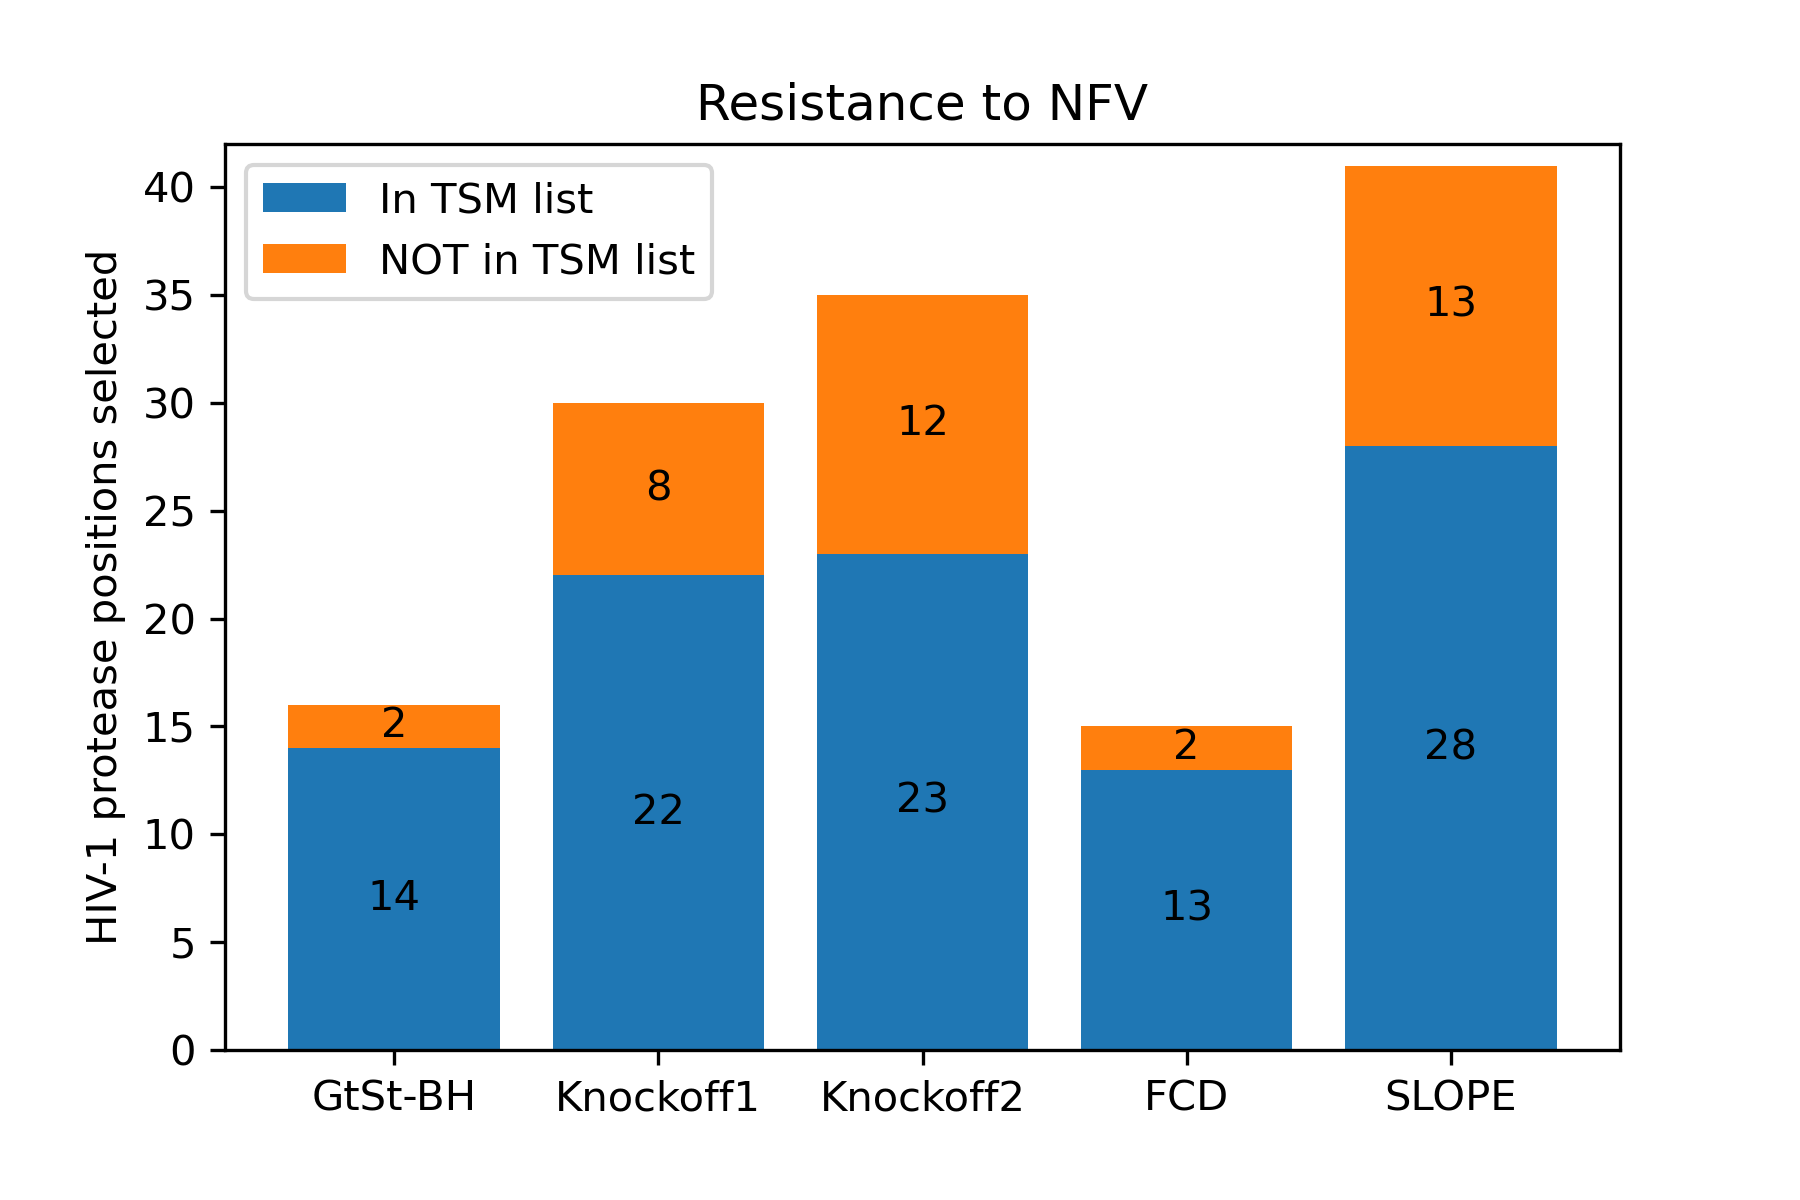 Resistance to NFV
In TSM list
NOT in TSM list
HIV-1 protease positions selected
40
35
30
25
20
15
10
5
0
2
14
8
22
12
23
2
13
13
28
GtSt-BH
Knockoff1
Knockoff2
FCD
SLOPE